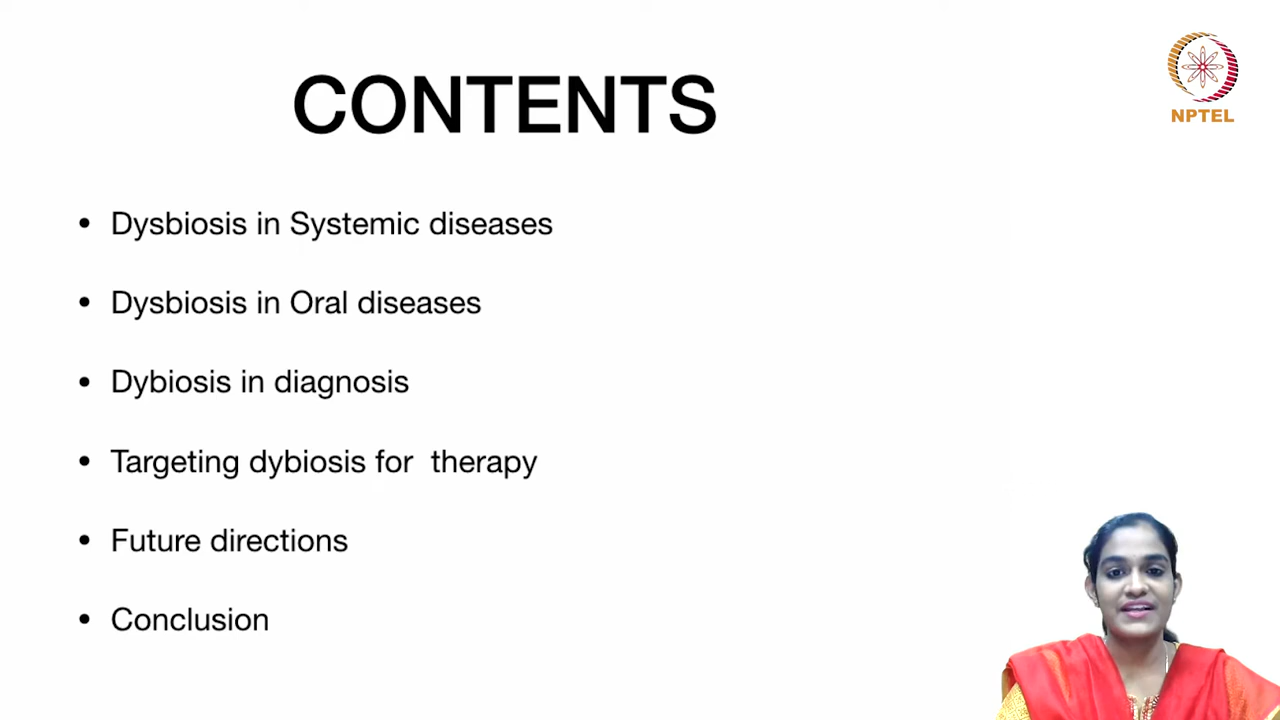 CONTENTS
NPTEL
• Dysbiosis in Systemic diseases
• Dysbiosis in Oral diseases
• Dybiosis in diagnosis
• Targeting dybiosis for  therapy
• Future directions
• Conclusion